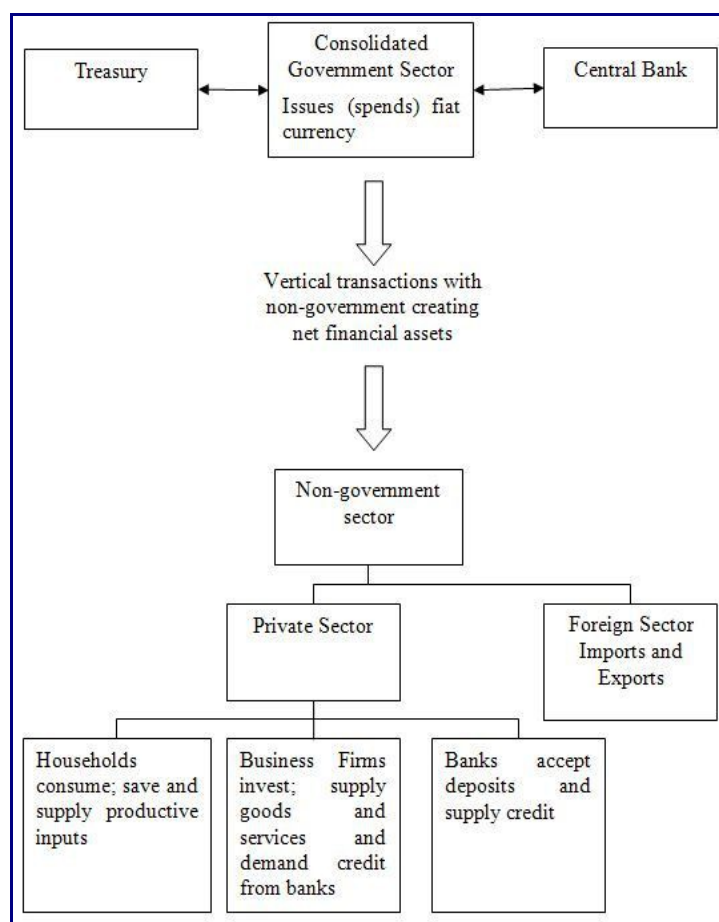 Treasury
Consolidated
Government Sector
Issues (spends) fiat
currency
Central Bank
Vertical transactions with
non-government creating
net financial assets
Non-government
sector
Private Sector
Foreign Sector
Imports and
Exports
Households
consume; save and
supply productive
inputs
Business Firms
invest; supply
goods and
services and
demand credit
from banks
Banks accept
deposits and
supply credit